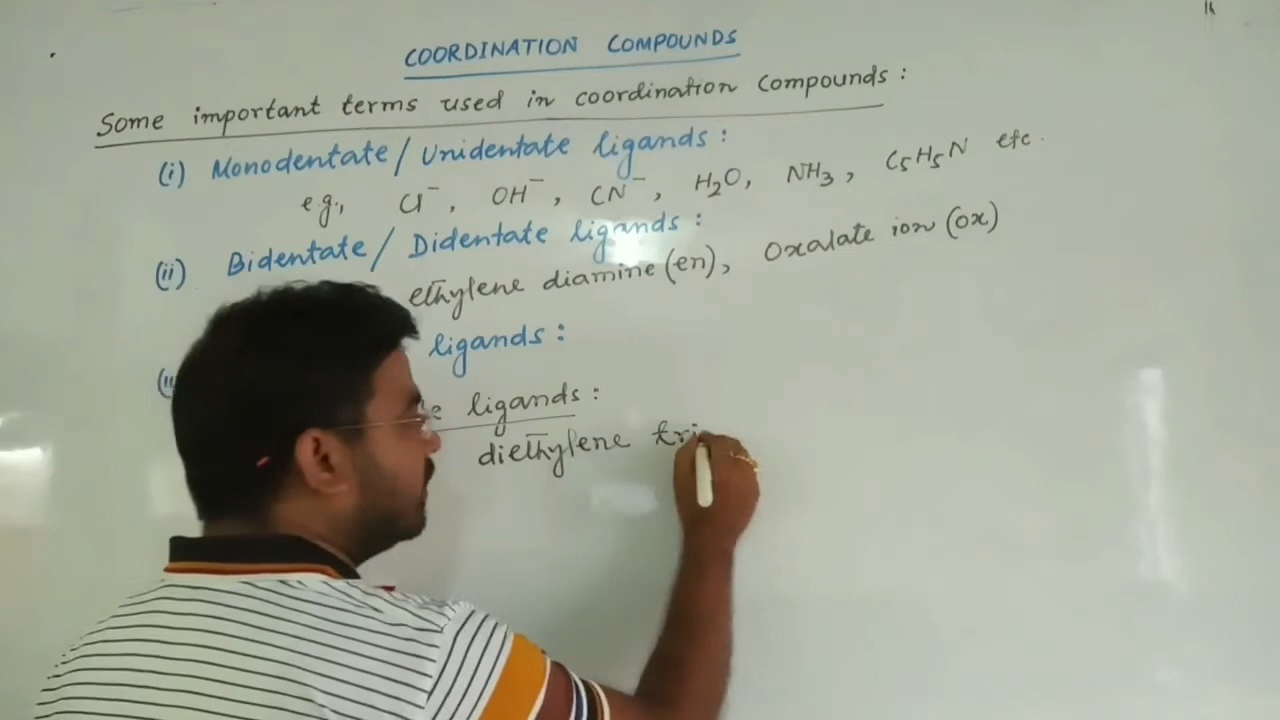 COORDINATION COMPOUNDS
Some important terms used in coordination compounds :
(i) Monodentate / Unidentate ligands :
e.g., Cl⁻, OH⁻, CN⁻, H₂O, NH₃, C₅H₅N etc.
(ii) Bidentate / Didentate ligands :
ethylene diamine (en), Oxalate ion (ox)
ligands :
ligands :
diethylene tri